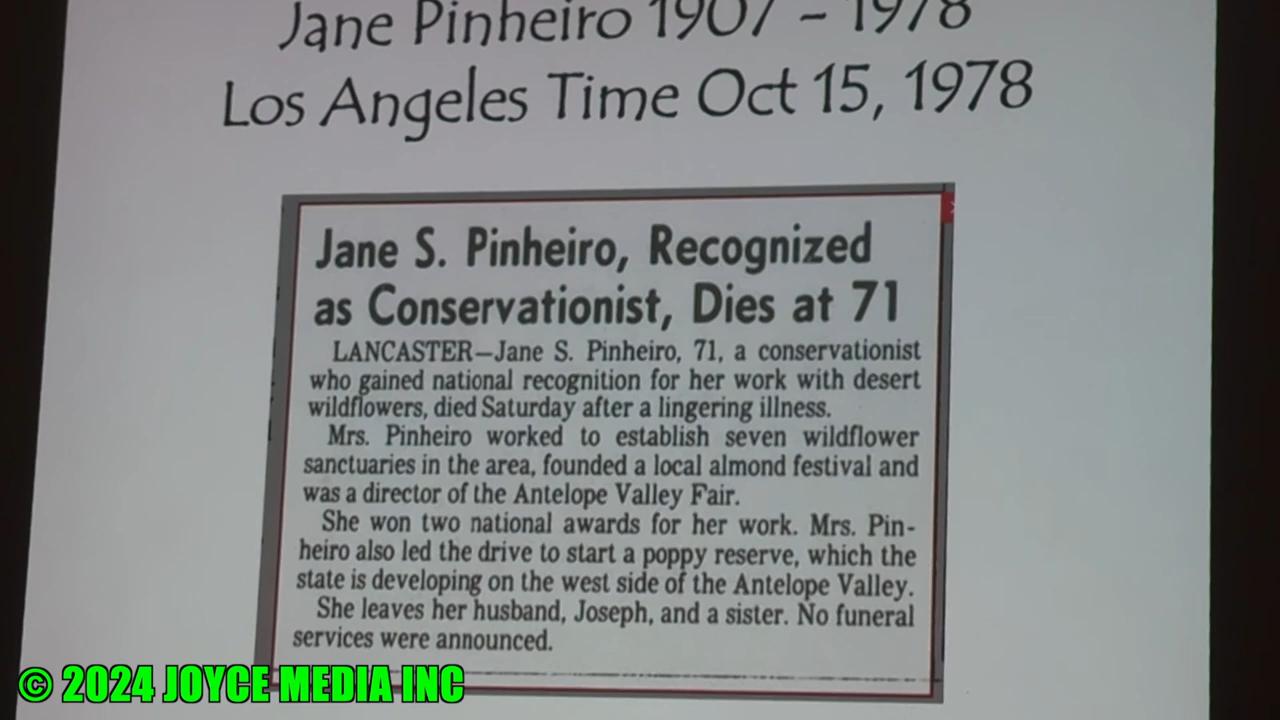 Jane Pinheiro 1907 – 1978
Los Angeles Time Oct 15, 1978
Jane S. Pinheiro, Recognized
as Conservationist, Dies at 71
LANCASTER—Jane S. Pinheiro, 71, a conservationist
who gained national recognition for her work with desert
wildflowers, died Saturday after a lingering illness.
Mrs. Pinheiro worked to establish seven wildflower
sanctuaries in the area, founded a local almond festival and
was a director of the Antelope Valley Fair.
She won two national awards for her work. Mrs. Pin-
heiro also led the drive to start a poppy reserve, which the
state is developing on the west side of the Antelope Valley.
She leaves her husband, Joseph, and a sister. No funeral
services were announced.
© 2024 JOYCE MEDIA INC